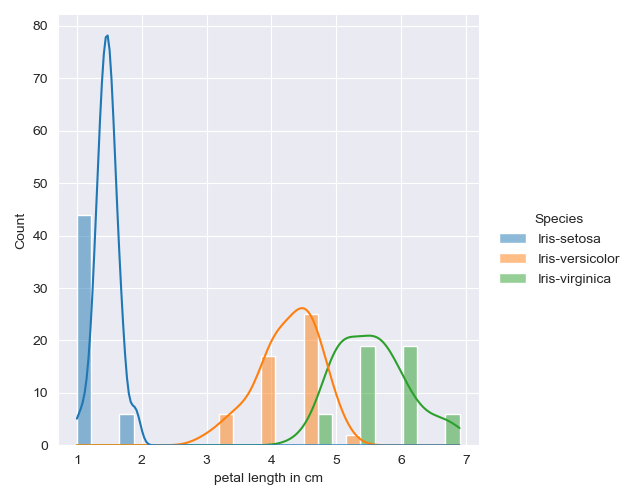 80
70
60
50
40
30
20
10
0
Count
1 2 3 4 5 6 7
petal length in cm
Species
Iris-setosa
Iris-versicolor
Iris-virginica